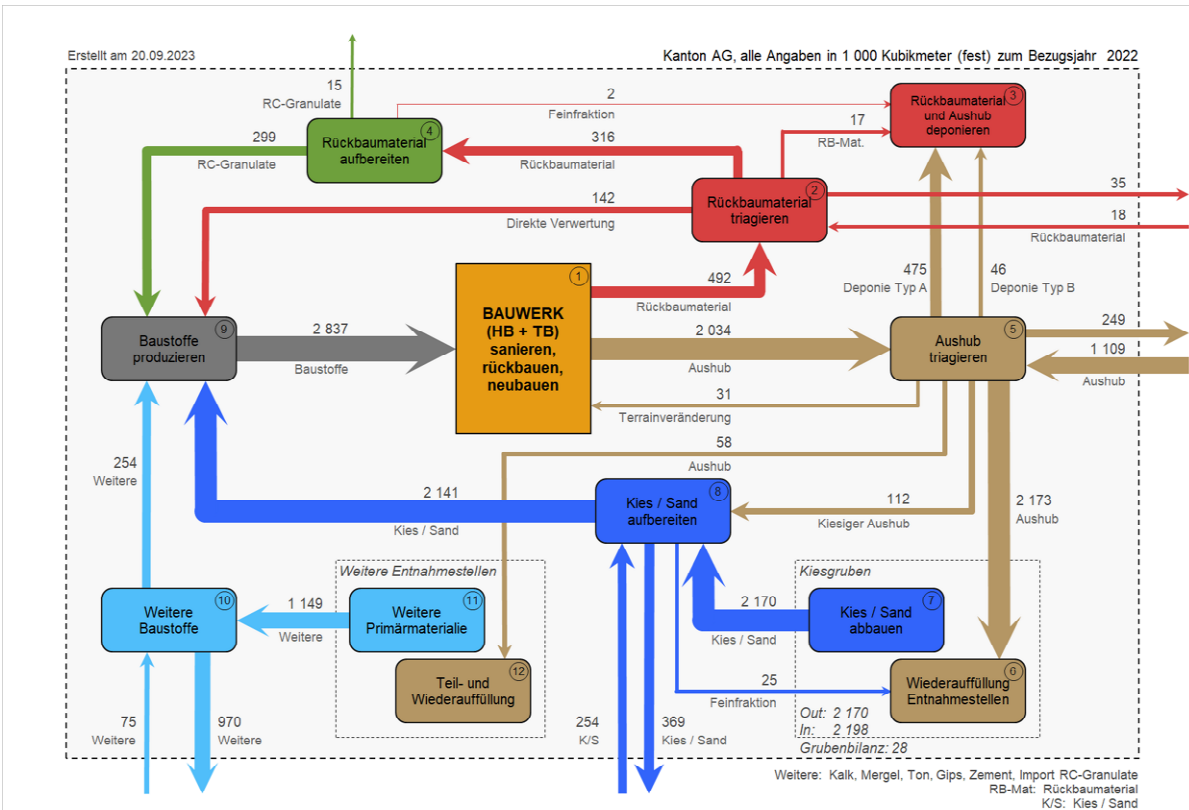 Erstellt am 20.09.2023
Kanton AG, alle Angaben in 1 000 Kubikmeter (fest) zum Bezugsjahr 2022
15
RC-Granulate
2
Feinfraktion
3
Rückbaumaterial
und Aushub
deponieren
17
RB-Mat.
299
RC-Granulate
4
Rückbaumaterial
aufbereiten
316
Rückbaumaterial
2
Rückbaumaterial
triagieren
35
18
Rückbaumaterial
142
Direkte Verwertung
475
Deponie Typ A
46
Deponie Typ B
1
BAUWERK
(HB + TB)
sanieren,
rückbauen,
neubauen
492
Rückbaumaterial
9
Baustoffe
produzieren
2 837
Baustoffe
2 034
Aushub
5
Aushub
triagieren
249
1 109
Aushub
31
Terrainveränderung
58
Aushub
254
Weitere
2 141
Kies / Sand
8
Kies / Sand
aufbereiten
112
Kiesiger Aushub
2 173
Aushub
Weitere Entnahmestellen
Kiesgruben
10
Weitere
Baustoffe
1 149
Weitere
11
Weitere
Primärmaterialie
2 170
Kies / Sand
7
Kies / Sand
abbauen
12
Teil- und
Wiederauffüllung
25
Feinfraktion
6
Wiederauffüllung
Entnahmestellen
75
Weitere
970
Weitere
254
K/S
369
Kies / Sand
Out: 2 170
In: 2 198
Grubenbilanz: 28
Weitere: Kalk, Mergel, Ton, Gips, Zement, Import RC-Granulate
RB-Mat: Rückbaumaterial
K/S: Kies / Sand